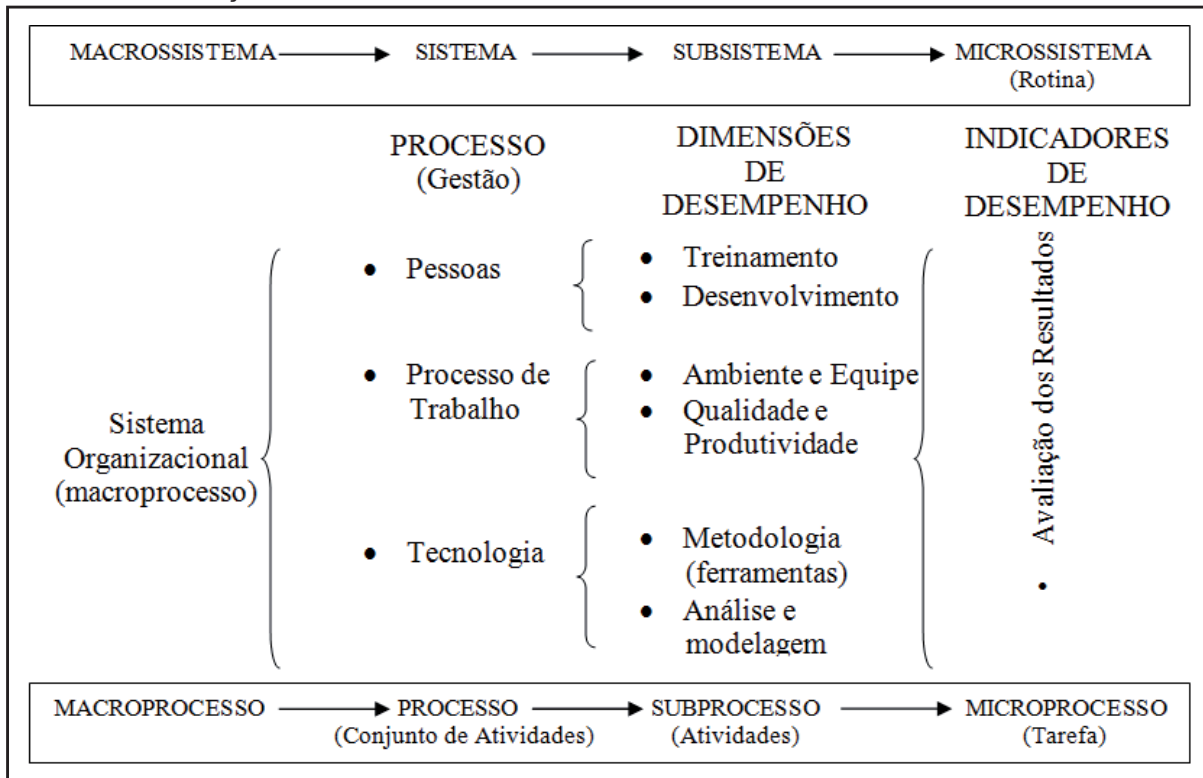 MACROSSISTEMA SISTEMA SUBSISTEMA MICROSSISTEMA
(Rotina)
PROCESSO
(Gestão)
DIMENSÕES
DE
DESEMPENHO
INDICADORES
DE
DESEMPENHO
Sistema
Organizacional
(macroprocesso)
• Pessoas
• Processo de
Trabalho
• Tecnologia
• Treinamento
• Desenvolvimento
• Ambiente e Equipe
• Qualidade e
Produtividade
• Metodologia
(ferramentas)
• Análise e
modelagem
• Avaliação dos Resultados
MACROPROCESSO PROCESSO SUBPROCESSO MICROPROCESSO
(Conjunto de Atividades) (Atividades) (Tarefa)